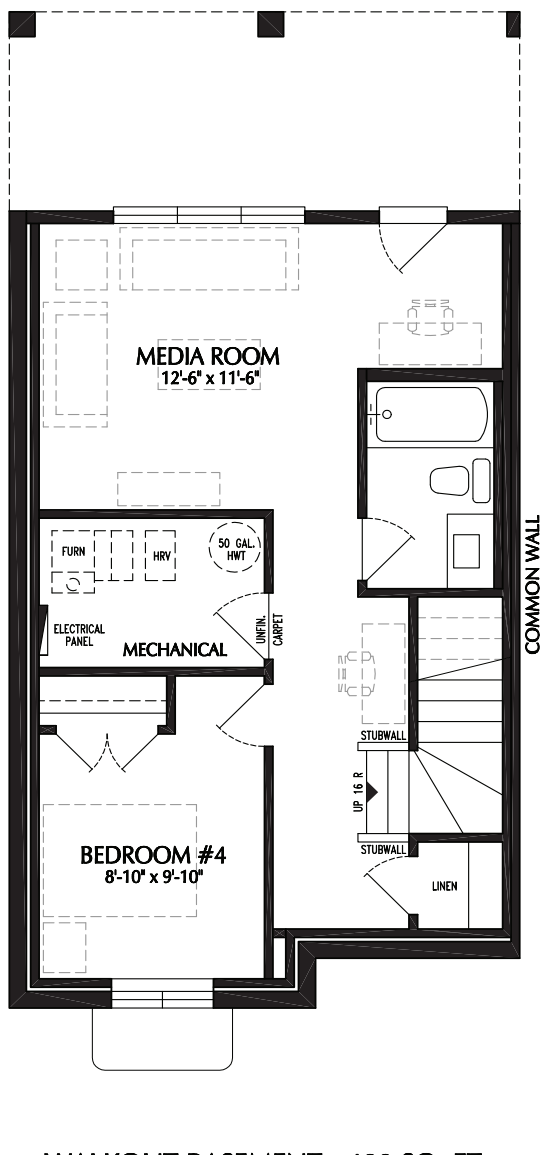 MEDIA ROOM
12'-6" x 11'-6"
COMMON WALL
FURN
HRV
50 GAL.
HWT
ELECTRICAL
PANEL
MECHANICAL
UNFIN.
CARPET
STUBWALL
UP 16 R
STUBWALL
BEDROOM #4
8'-10" x 9'-10"
LINEN